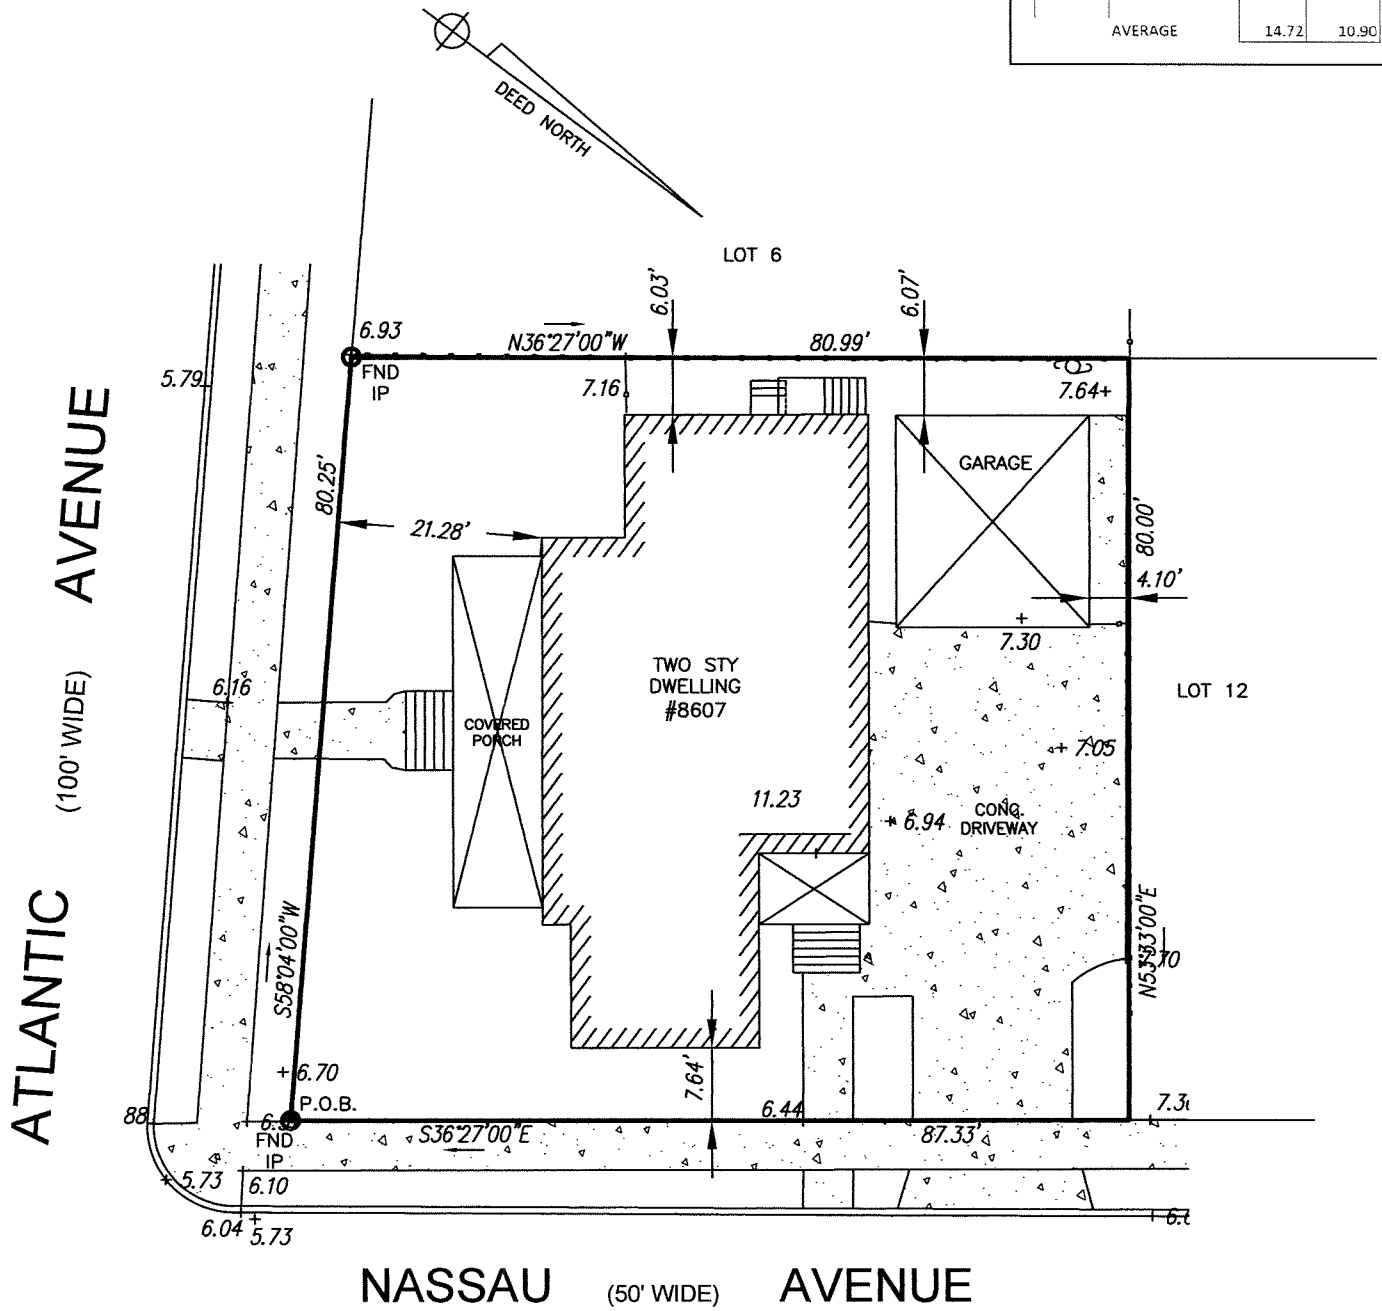 AVERAGE 14.72 10.90
DEED NORTH
LOT 6
6.93
N36°27'00"W
6.03'
80.99'
6.07'
FND
IP
5.79
7.16
7.64+
GARAGE
80.25'
21.28'
80.00'
4.10'
7.30
TWO STY
DWELLING
#8607
LOT 12
6.16
COVERED
PORCH
+ 7.05
11.23
+ 6.94
CONC.
DRIVEWAY
S58°04'00"W
N53°33'00"E
+ 6.70
P.O.B.
7.64'
6.44
88
FND
IP
S36°27'00"E
87.33'
5.73
6.10
6.04
5.73
ATLANTIC (100' WIDE) AVENUE
NASSAU (50' WIDE) AVENUE